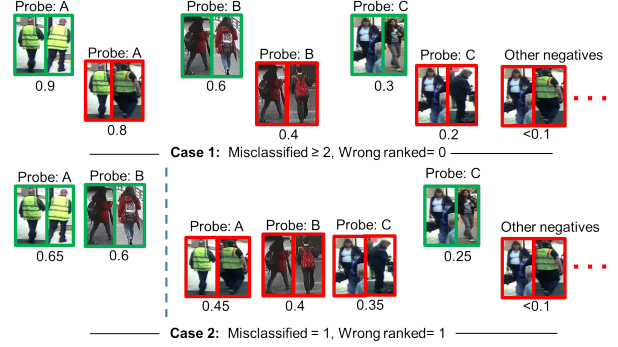 Probe: A
0.9
Probe: A
0.8
Probe: B
0.6
Probe: B
0.4
Probe: C
0.3
Probe: C
0.2
Other negatives
<0.1
Case 1: Misclassified ≥ 2, Wrong ranked= 0
Probe: A
0.65
Probe: B
0.6
Probe: A
0.45
Probe: B
0.4
Probe: C
0.35
Probe: C
0.25
Other negatives
<0.1
Case 2: Misclassified = 1, Wrong ranked= 1